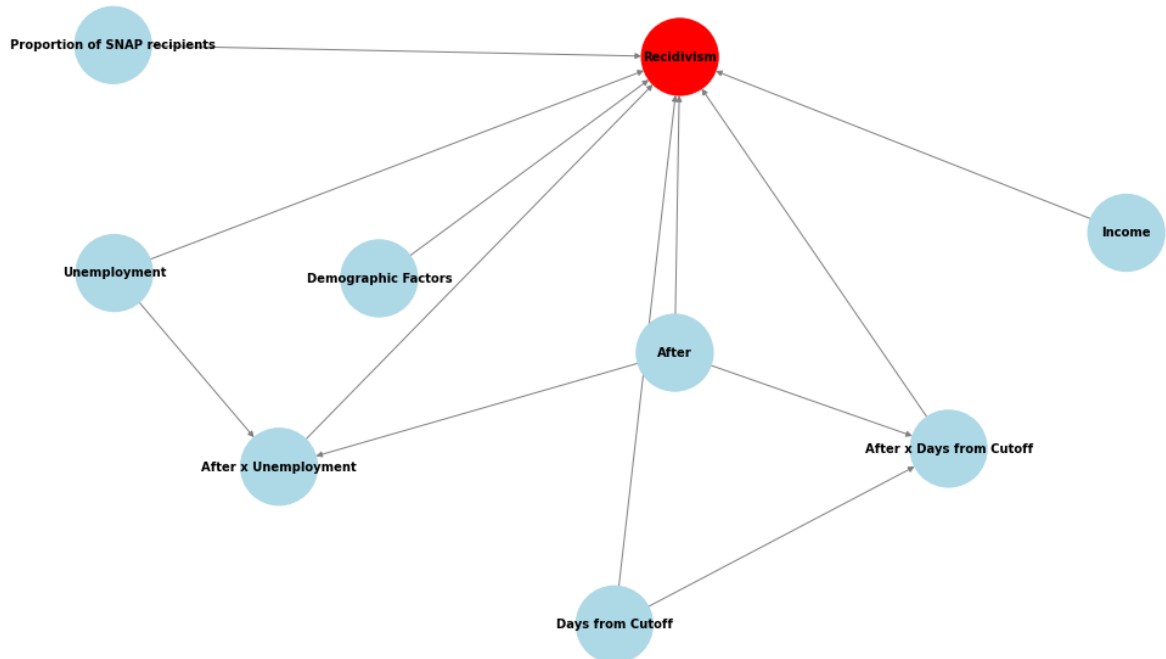 Proportion of SNAP recipients
Recidivism
Income
Unemployment
Demographic Factors
After
After x Days from Cutoff
After x Unemployment
Days from Cutoff